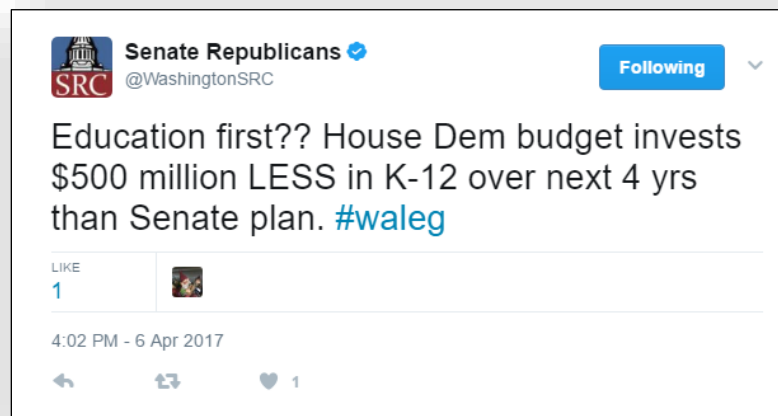 SRC
Senate Republicans
@WashingtonSRC
Following
Education first?? House Dem budget invests
$500 million LESS in K-12 over next 4 yrs
than Senate plan. #waleg
LIKE
1
4:02 PM - 6 Apr 2017
1